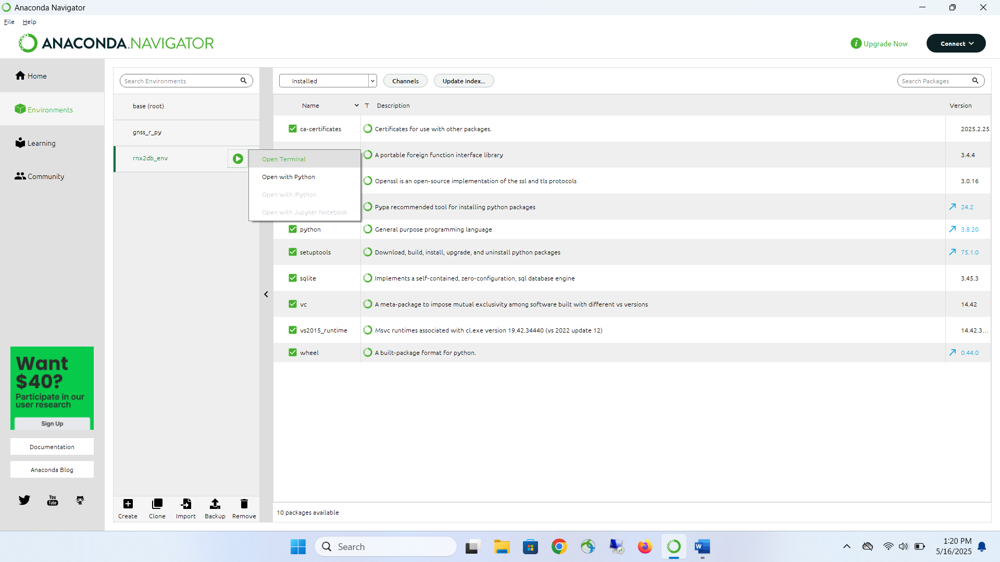 Anaconda Navigator
File Help
ANACONDA.NAVIGATOR
i Upgrade Now
Connect
Home
Environments
Learning
Community
Search Environments
Installed
Channels
Update index...
Search Packages
base (root)
gnss_r_py
rnx2db_env
Open Terminal
Open with Python
Open with IPython
Open with Jupyter Notebook
Name T Description Version
ca-certificates Certificates for use with other packages. 2025.2.25
A portable foreign function interface library 3.4.4
Openssl is an open-source implementation of the ssl and tls protocols 3.0.16
Pypa recommended tool for installing python packages 24.2
python General purpose programming language 3.8.20
setuptools Download, build, install, upgrade, and uninstall python packages 75.1.0
sqlite Implements a self-contained, zero-configuration, sql database engine 3.45.3
vc A meta-package to impose mutual exclusivity among software built with different vs versions 14.42
vs2015_runtime Msvc runtimes associated with cl.exe version 19.42.34440 (vs 2022 update 12) 14.42.3...
wheel A built-package format for python. 0.44.0
Want
$40?
Participate in our
user research
Sign Up
Documentation
Anaconda Blog
You
Tube
Create Clone Import Backup Remove
10 packages available
Search
W
1:20 PM
5/16/2025